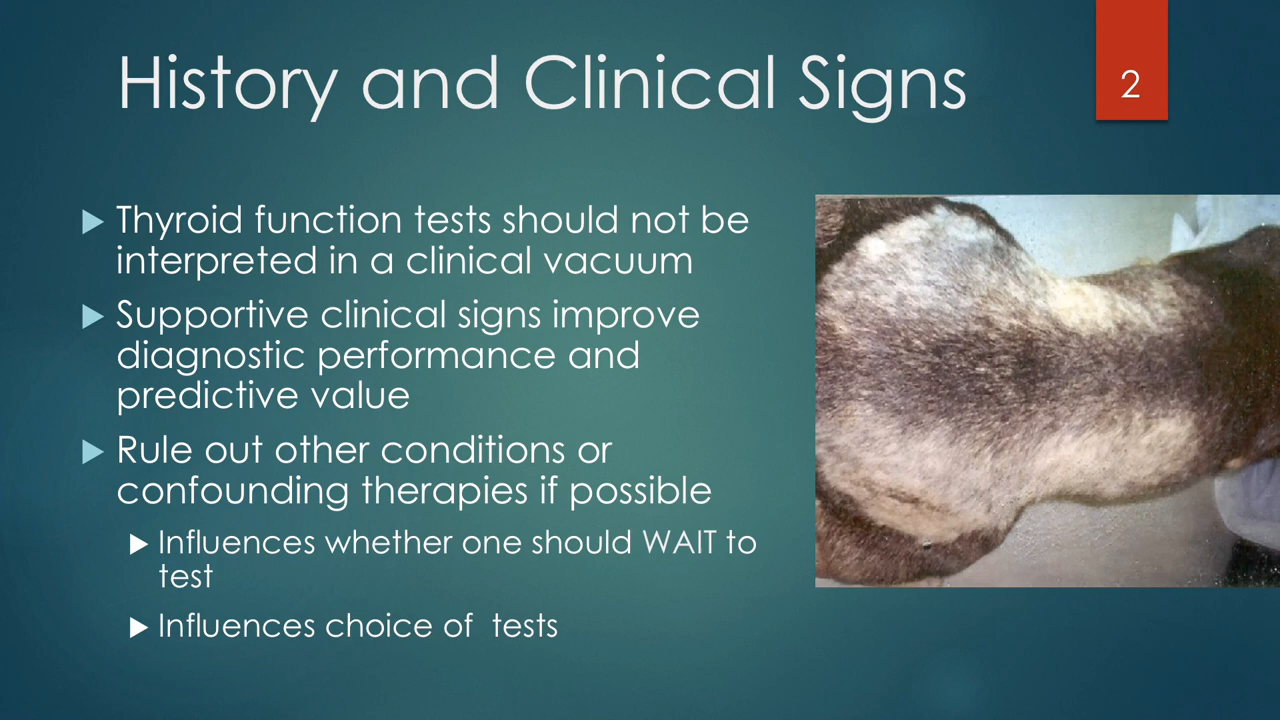 History and Clinical Signs
2
Thyroid function tests should not be
interpreted in a clinical vacuum
Supportive clinical signs improve
diagnostic performance and
predictive value
Rule out other conditions or
confounding therapies if possible
Influences whether one should WAIT to
test
Influences choice of  tests